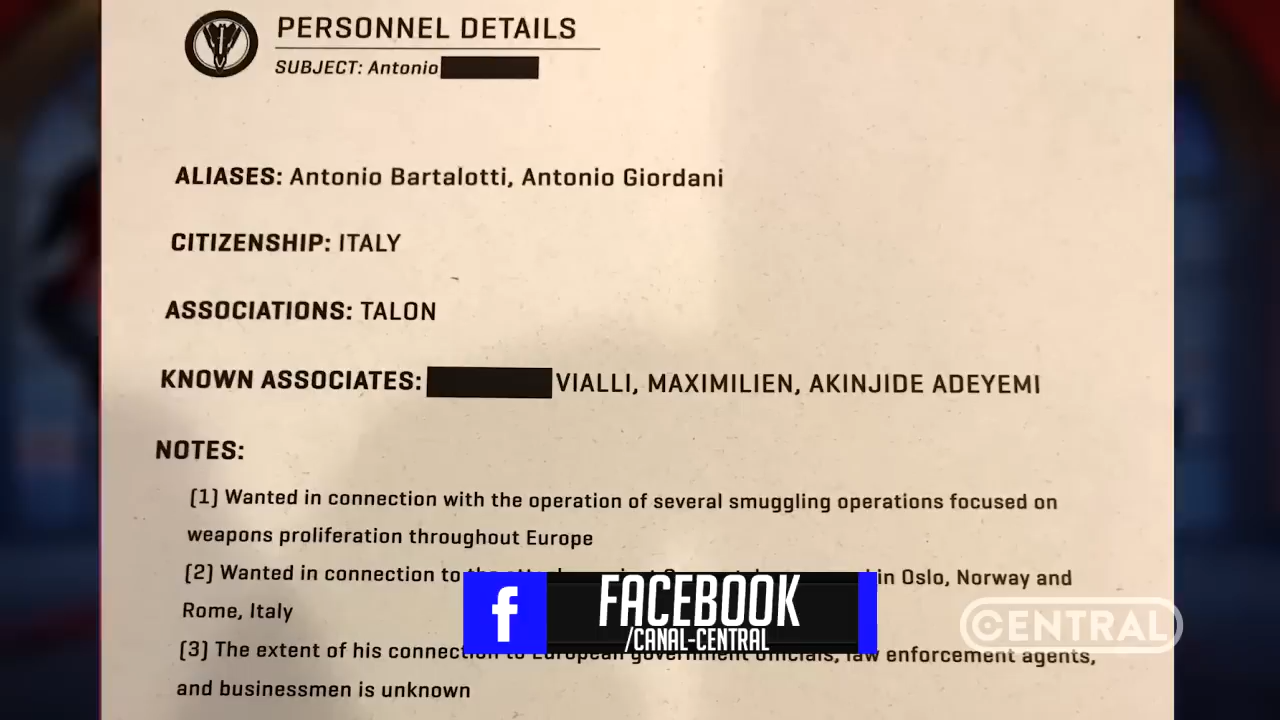 PERSONNEL DETAILS
SUBJECT: Antonio
ALIASES: Antonio Bartalotti, Antonio Giordani
CITIZENSHIP: ITALY
ASSOCIATIONS: TALON
KNOWN ASSOCIATES: VIALLI, MAXIMILIEN, AKINJIDE ADEYEMI
NOTES:
[1] Wanted in connection with the operation of several smuggling operations focused on
weapons proliferation throughout Europe
[2] Wanted in connection to in Oslo, Norway and
Rome, Italy
[3] The extent of his connection to European government officials, law enforcement agents,
and businessmen is unknown
FACEBOOK
/CANAL-CENTRAL
CENTRAL